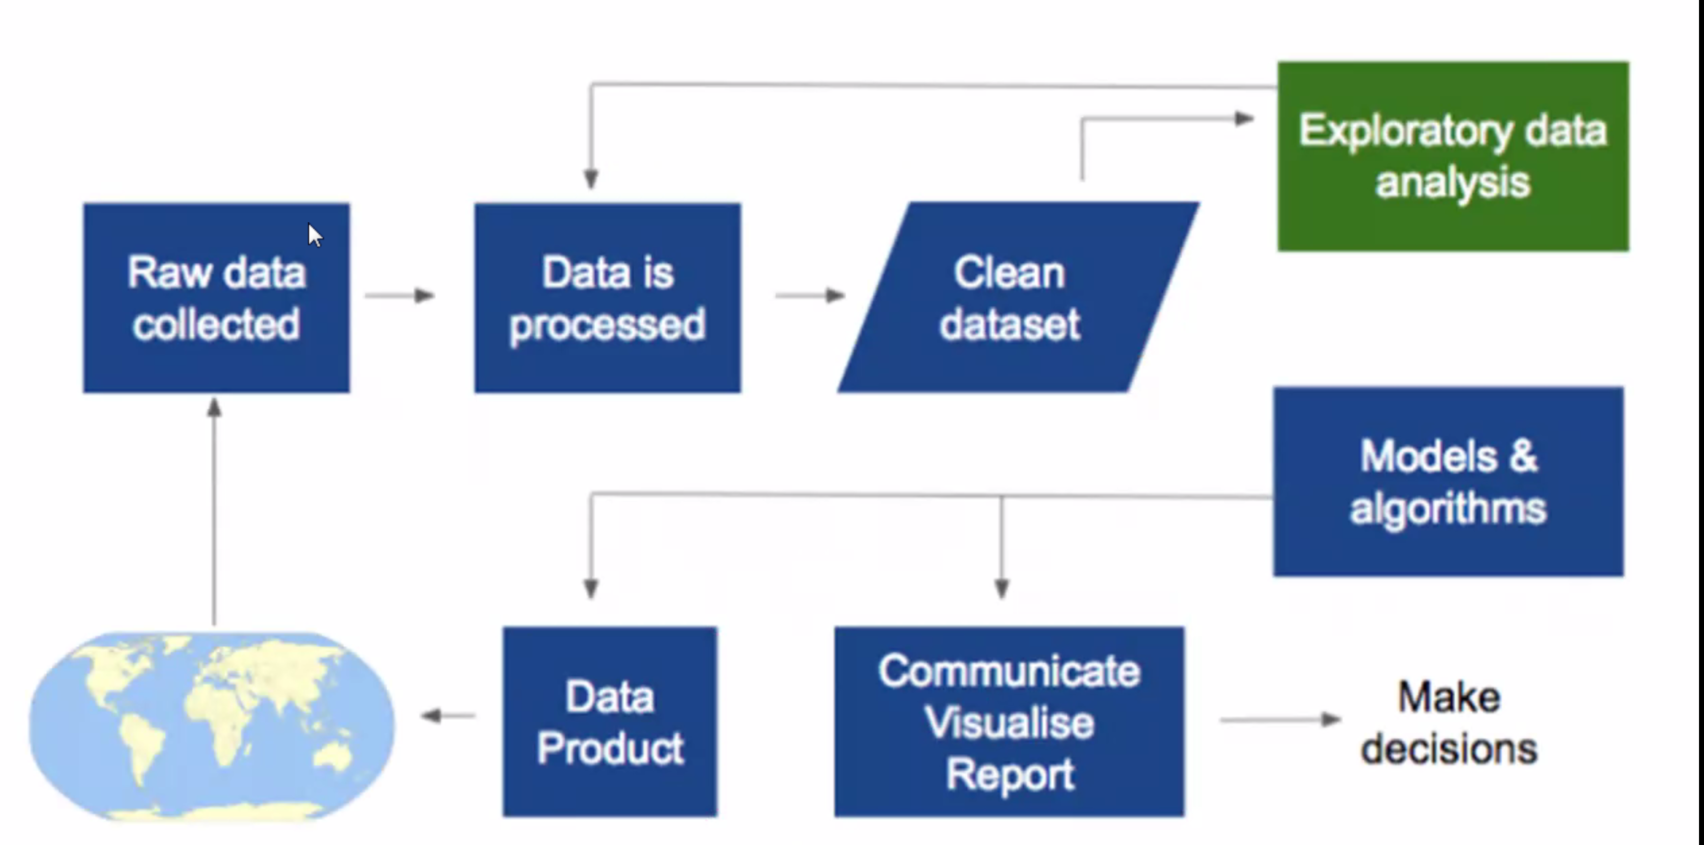 Exploratory data
analysis
Raw data
collected
Data is
processed
Clean
dataset
Models &
algorithms
Data
Product
Communicate
Visualise
Report
Make
decisions